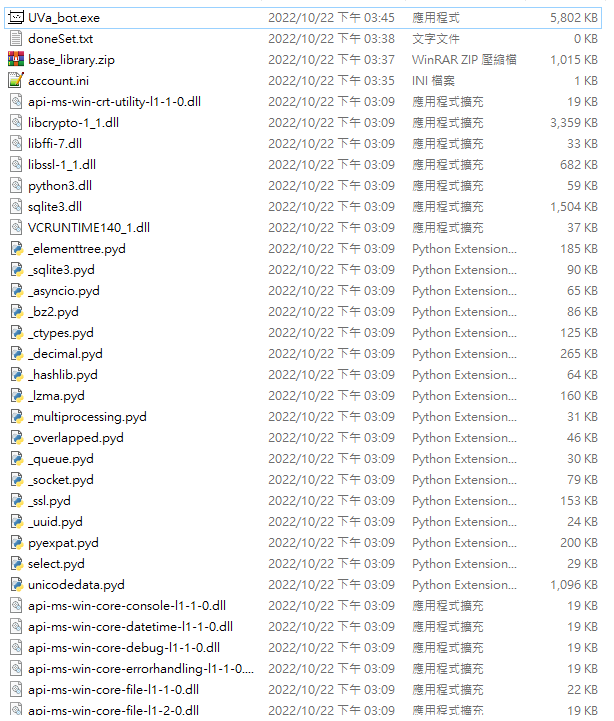 UVa_bot.exe 2022/10/22 下午 03:45 應用程式 5,802 KB
doneSet.txt 2022/10/22 下午 03:38 文字文件 0 KB
base_library.zip 2022/10/22 下午 03:37 WinRAR ZIP 壓縮檔 1,015 KB
account.ini 2022/10/22 下午 03:35 INI 檔案 1 KB
api-ms-win-crt-utility-l1-1-0.dll 2022/10/22 下午 03:09 應用程式擴充 19 KB
libcrypto-1_1.dll 2022/10/22 下午 03:09 應用程式擴充 3,359 KB
libffi-7.dll 2022/10/22 下午 03:09 應用程式擴充 33 KB
libssl-1_1.dll 2022/10/22 下午 03:09 應用程式擴充 682 KB
python3.dll 2022/10/22 下午 03:09 應用程式擴充 59 KB
sqlite3.dll 2022/10/22 下午 03:09 應用程式擴充 1,504 KB
VCRUNTIME140_1.dll 2022/10/22 下午 03:09 應用程式擴充 37 KB
_elementtree.pyd 2022/10/22 下午 03:09 Python Extension... 185 KB
_sqlite3.pyd 2022/10/22 下午 03:09 Python Extension... 90 KB
_asyncio.pyd 2022/10/22 下午 03:09 Python Extension... 65 KB
_bz2.pyd 2022/10/22 下午 03:09 Python Extension... 86 KB
_ctypes.pyd 2022/10/22 下午 03:09 Python Extension... 125 KB
_decimal.pyd 2022/10/22 下午 03:09 Python Extension... 265 KB
_hashlib.pyd 2022/10/22 下午 03:09 Python Extension... 64 KB
_lzma.pyd 2022/10/22 下午 03:09 Python Extension... 160 KB
_multiprocessing.pyd 2022/10/22 下午 03:09 Python Extension... 31 KB
_overlapped.pyd 2022/10/22 下午 03:09 Python Extension... 46 KB
_queue.pyd 2022/10/22 下午 03:09 Python Extension... 30 KB
_socket.pyd 2022/10/22 下午 03:09 Python Extension... 79 KB
_ssl.pyd 2022/10/22 下午 03:09 Python Extension... 153 KB
_uuid.pyd 2022/10/22 下午 03:09 Python Extension... 24 KB
pyexpat.pyd 2022/10/22 下午 03:09 Python Extension... 200 KB
select.pyd 2022/10/22 下午 03:09 Python Extension... 29 KB
unicodedata.pyd 2022/10/22 下午 03:09 Python Extension... 1,096 KB
api-ms-win-core-console-l1-1-0.dll 2022/10/22 下午 03:09 應用程式擴充 19 KB
api-ms-win-core-datetime-l1-1-0.dll 2022/10/22 下午 03:09 應用程式擴充 19 KB
api-ms-win-core-debug-l1-1-0.dll 2022/10/22 下午 03:09 應用程式擴充 19 KB
api-ms-win-core-errorhandling-l1-1-0.... 2022/10/22 下午 03:09 應用程式擴充 19 KB
api-ms-win-core-file-l1-1-0.dll 2022/10/22 下午 03:09 應用程式擴充 22 KB
api-ms-win-core-file-l1-2-0.dll 2022/10/22 下午 03:09 應用程式擴充 19 KB